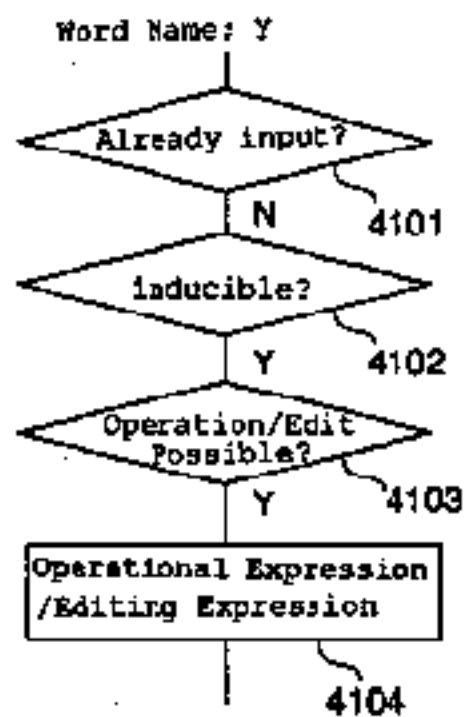 Word Name: Y
Already input?
4101
N
inducible?
4102
Y
Operation/Edit
Possible?
4103
Y
Operational Expression
/Editing Expression
4104